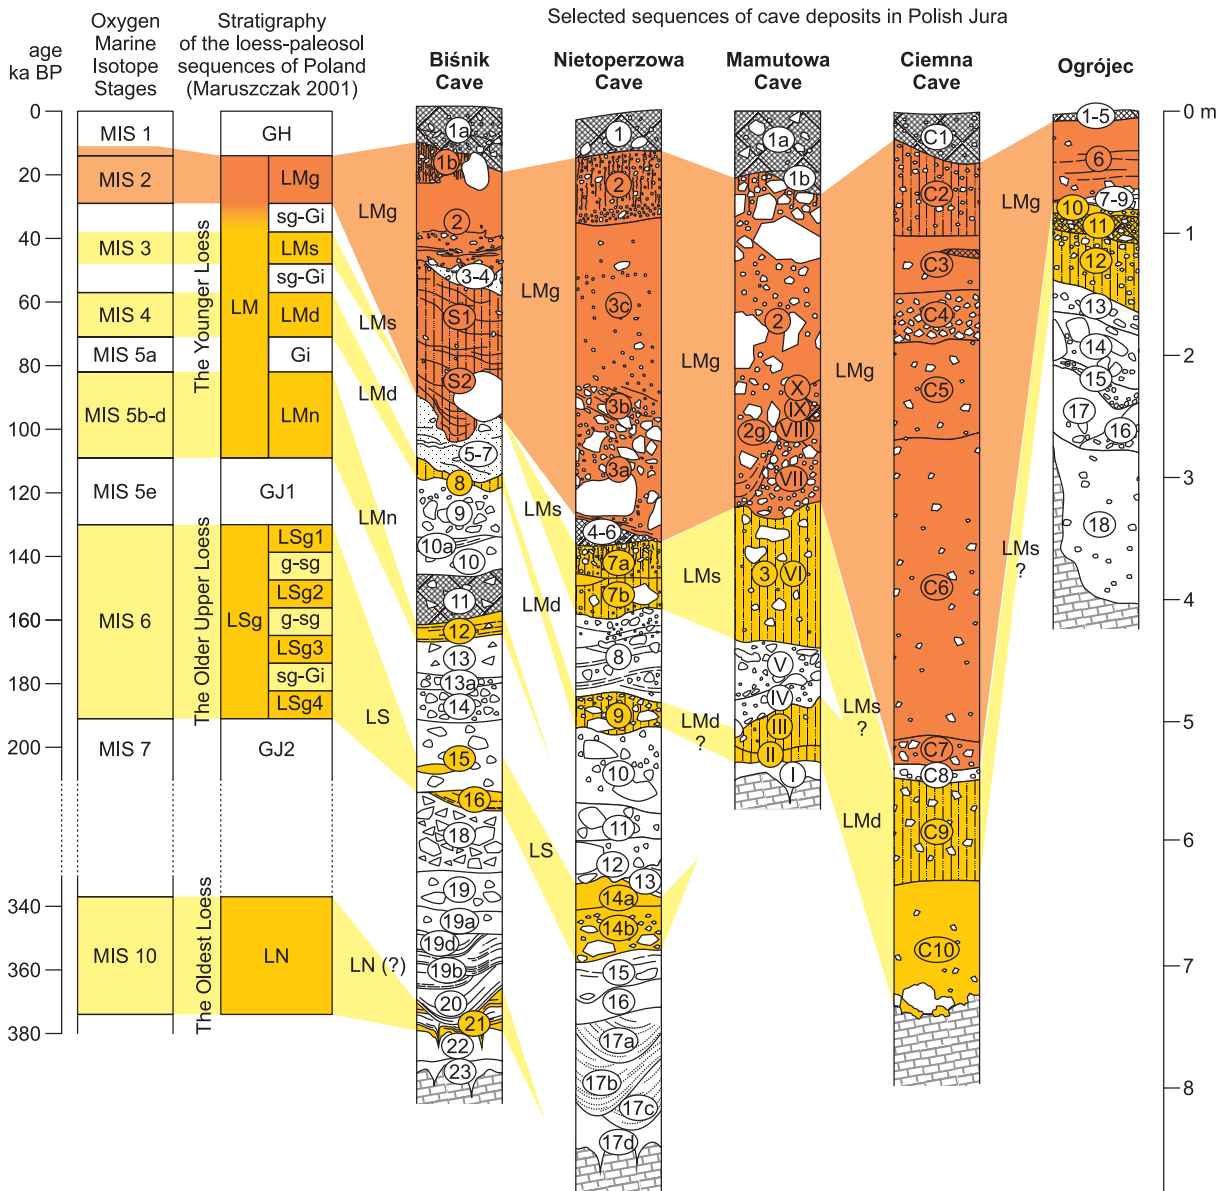 Selected sequences of cave deposits in Polish Jura
age
ka BP
Oxygen
Marine
Isotope
Stages
Stratigraphy
of the loess-paleosol
sequences of Poland
(Maruszczak 2001)
Biśnik
Cave
Nietoperzowa
Cave
Mamutowa
Cave
Ciemna
Cave
Ogrójec
0
20
40
60
80
100
120
140
160
180
200
340
360
380
MIS 1
MIS 2
MIS 3
MIS 4
MIS 5a
MIS 5b-d
MIS 5e
MIS 6
MIS 7
MIS 10
The Younger Loess
The Older Upper Loess
The Oldest Loess
GH
LM
LMg
sg-Gi
LMs
sg-Gi
LMd
Gi
LMn
GJ1
LSg
LSg1
g-sg
LSg2
g-sg
LSg3
sg-Gi
LSg4
GJ2
LN
LMg
LMs
LMd
LMn
LS
LN (?)
1a
1b
2
3-4
S1
S2
5-7
8
9
10a
10
11
12
13
13a
14
15
16
18
19
19a
19d
19b
20
21
22
23
LMg
LMs
LMd
LS
1
2
3c
3b
3a
4-6
7a
7b
8
9
10
11
12
13
14a
14b
15
16
17a
17b
17c
17d
LMg
LMs
LMd
?
1a
1b
2
X
IX
2g
VIII
VII
3
VI
V
IV
III
II
I
LMg
LMs
?
LMd
C1
C2
C3
C4
C5
C6
C7
C8
C9
C10
LMg
LMs
?
1-5
6
7-9
10
11
12
13
14
15
17
16
18
0 m
1
2
3
4
5
6
7
8